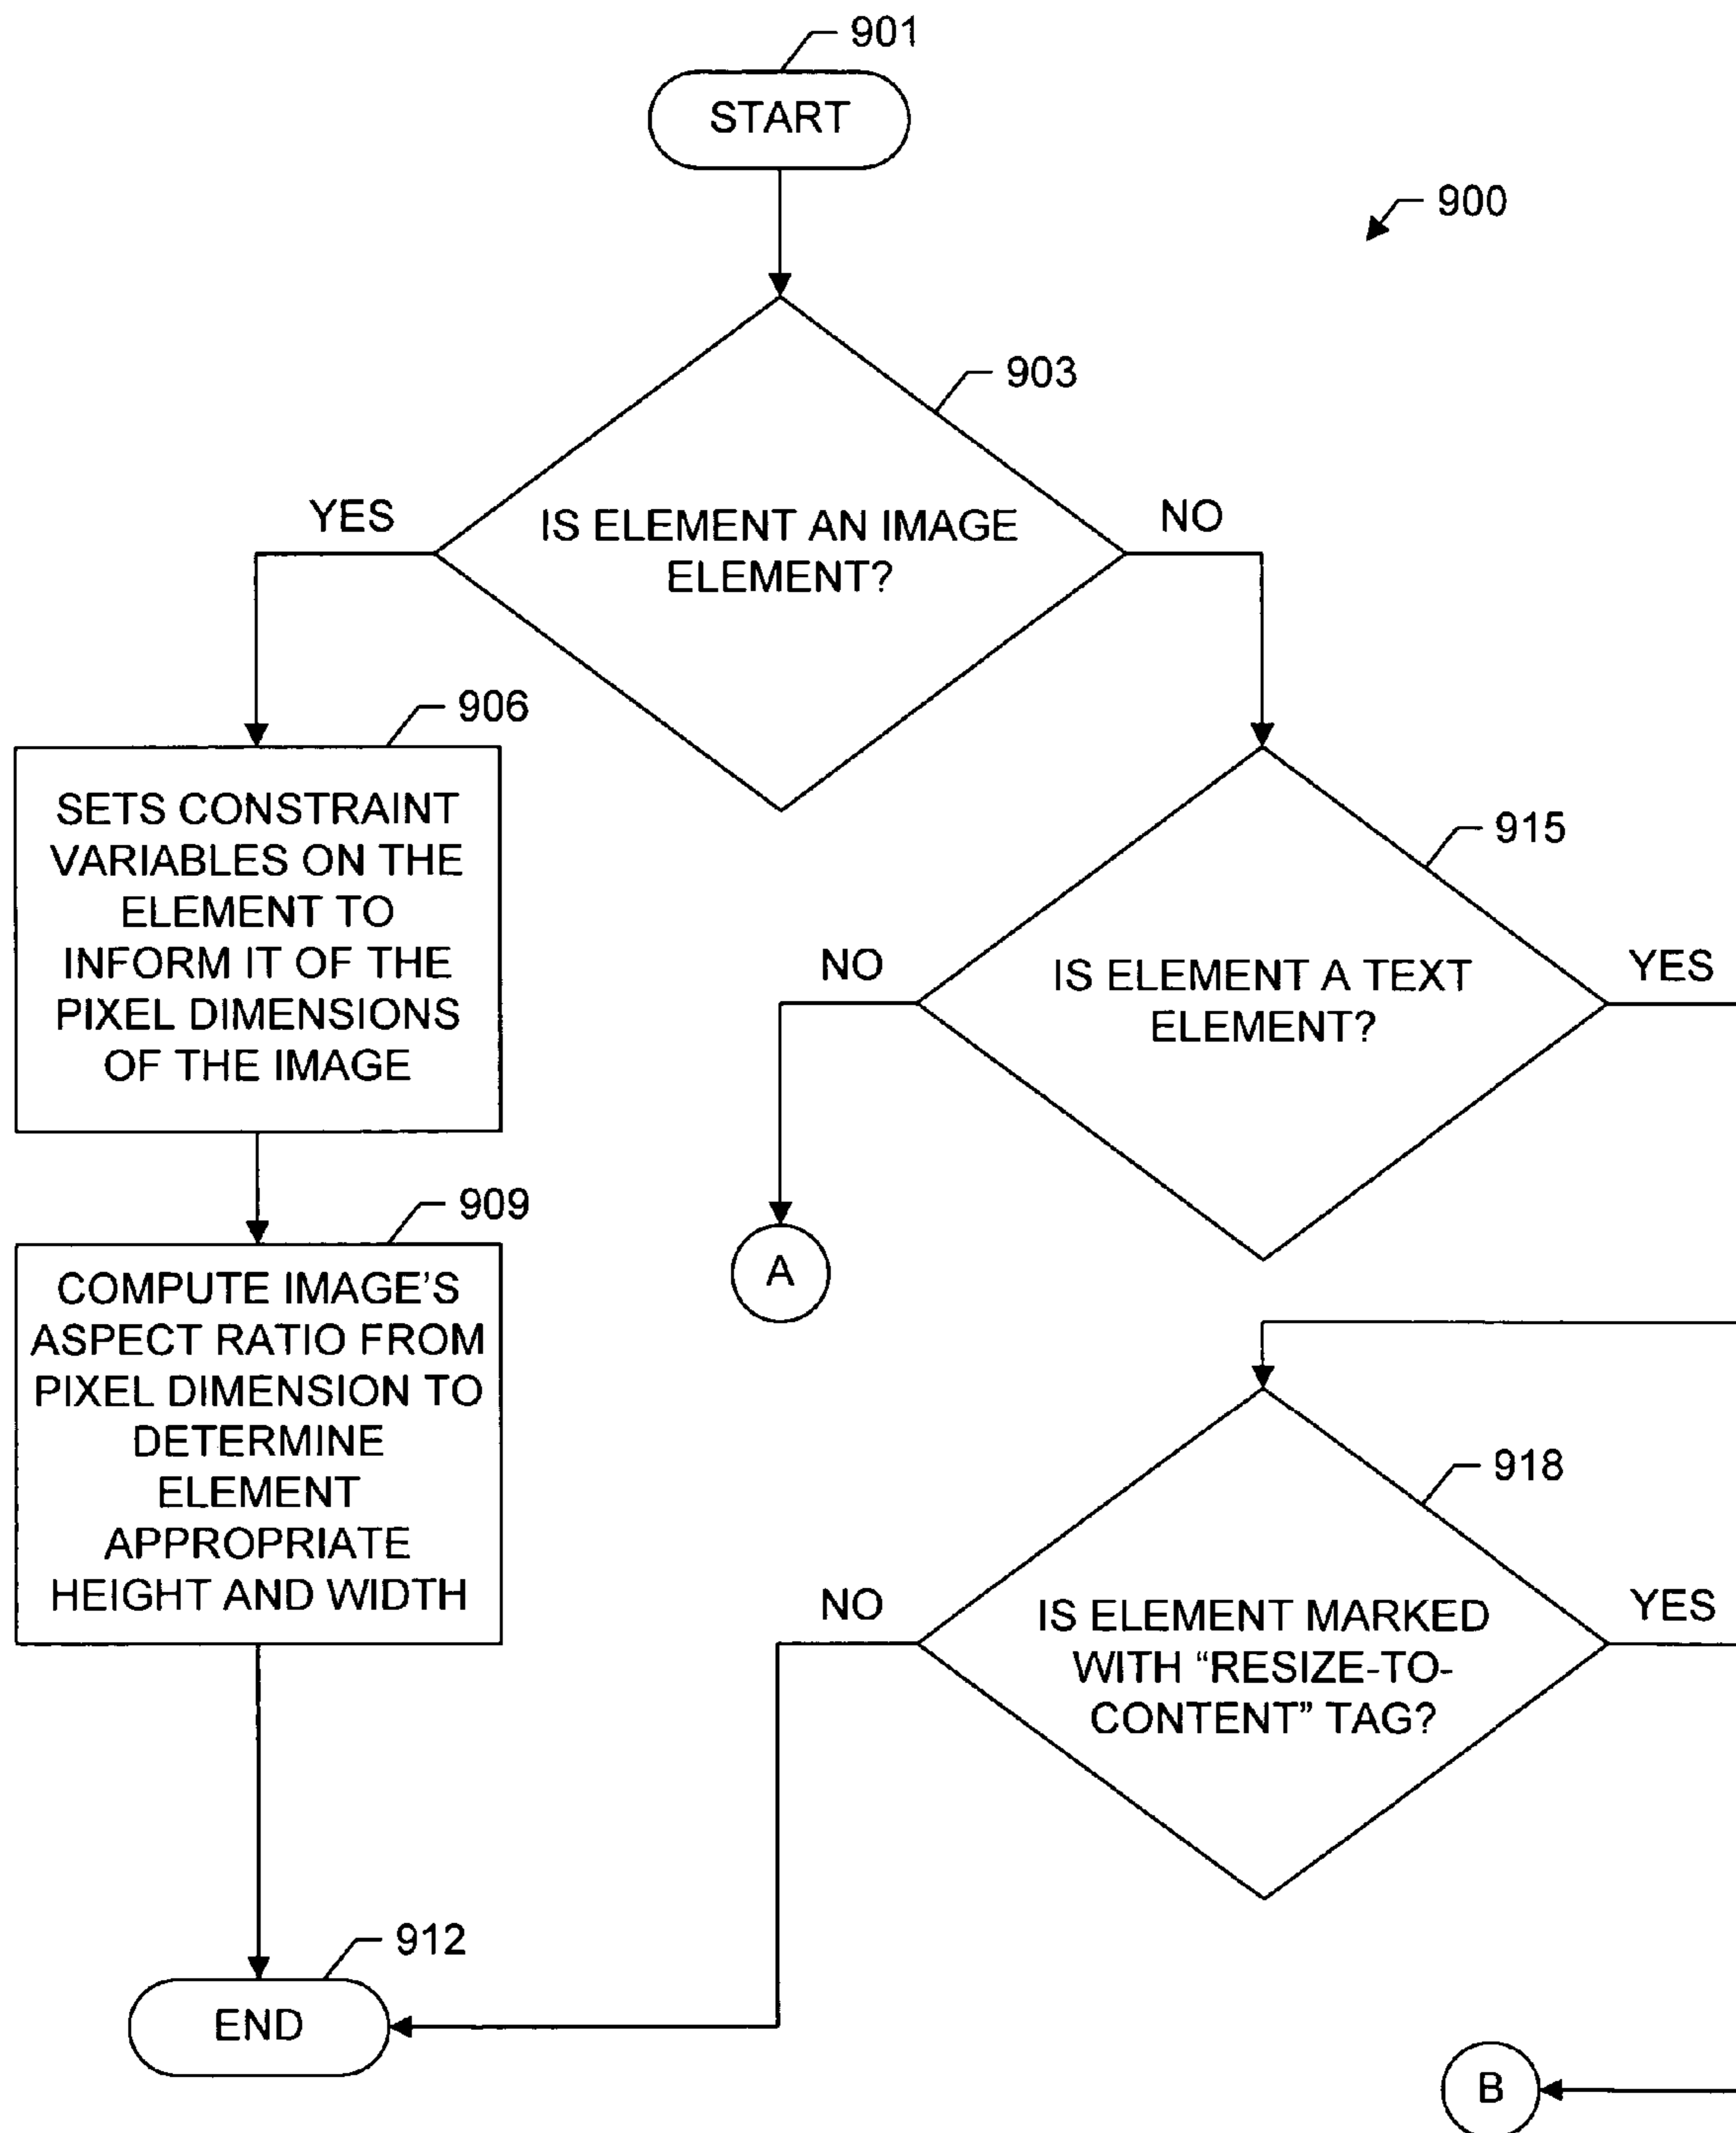 901
START
900
903
IS ELEMENT AN IMAGE
ELEMENT?
YES
NO
906
SETS CONSTRAINT
VARIABLES ON THE
ELEMENT TO
INFORM IT OF THE
PIXEL DIMENSIONS
OF THE IMAGE
915
IS ELEMENT A TEXT
ELEMENT?
NO
YES
A
909
COMPUTE IMAGE’S
ASPECT RATIO FROM
PIXEL DIMENSION TO
DETERMINE
ELEMENT
APPROPRIATE
HEIGHT AND WIDTH
918
IS ELEMENT MARKED
WITH “RESIZE-TO-
CONTENT” TAG?
NO
YES
912
END
B